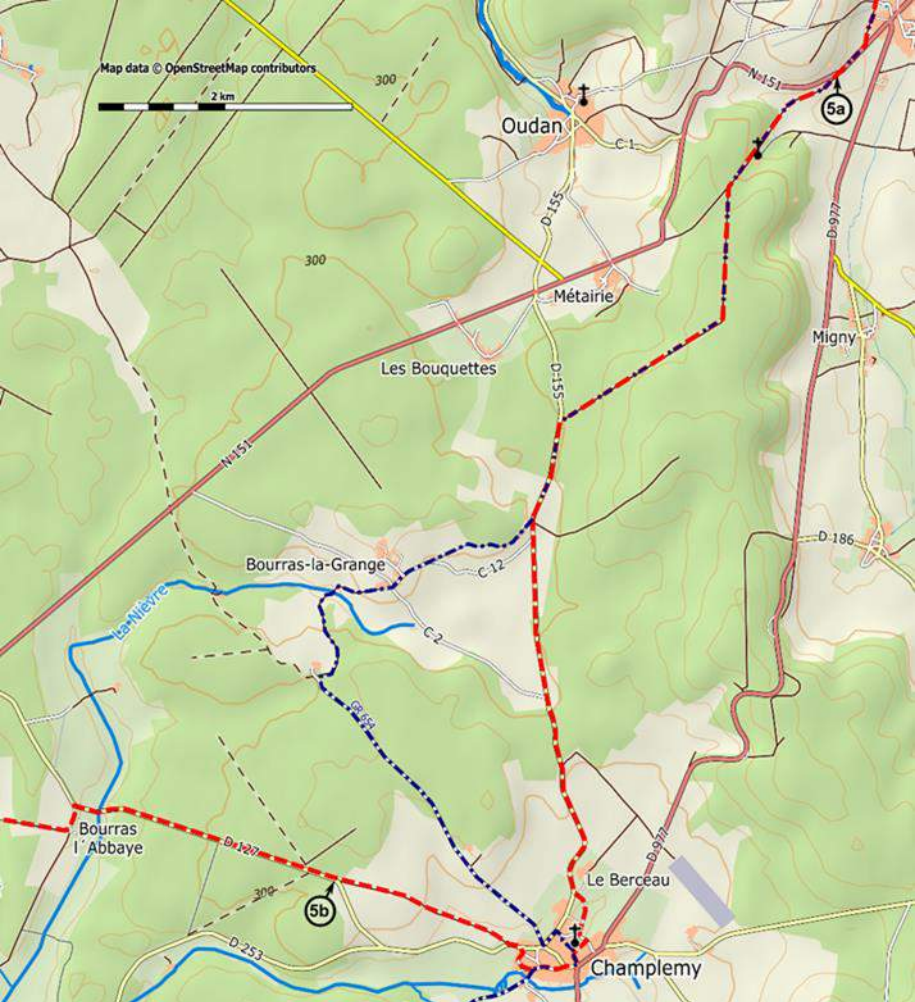 Map data © OpenStreetMap contributors
2 km
300
N 151
5a
Oudan
C 1
D 155
D 977
300
Métairie
Migny
Les Bouquettes
D 155
N 151
D 186
Bourras-la-Grange
C 12
La Nièvre
C 2
GR 654
Bourras
l´Abbaye
D 127
D 977
Le Berceau
300
5b
D 253
Champlemy